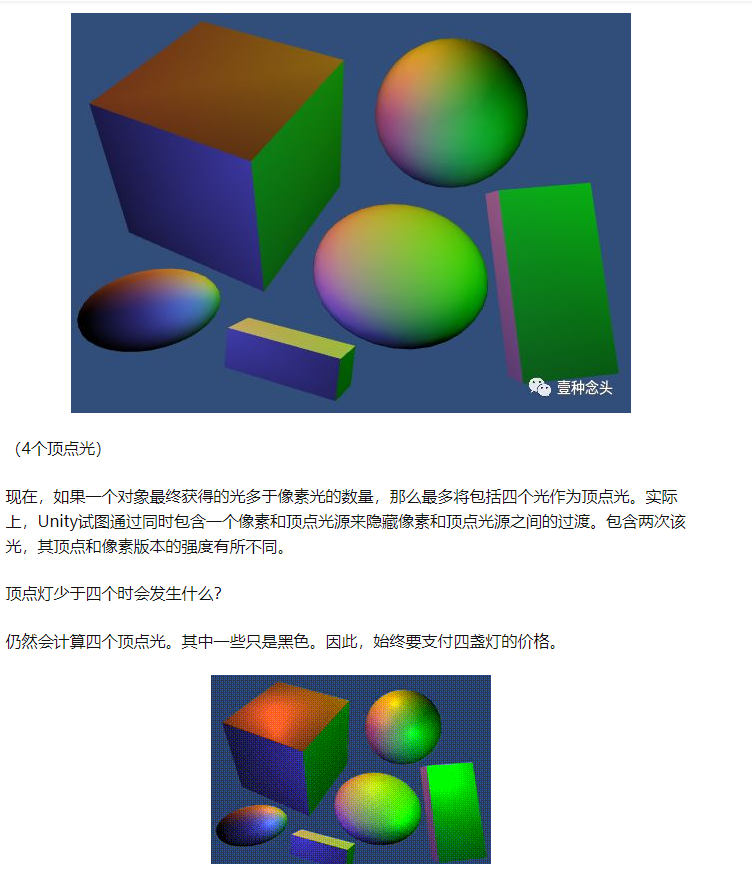 壹种念头
（4个顶点光）
现在，如果一个对象最终获得的光多于像素光的数量，那么最多将包括四个光作为顶点光。实际
上，Unity试图通过同时包含一个像素和顶点光源来隐藏像素和顶点光源之间的过渡。包含两次该
光，其顶点和像素版本的强度有所不同。
顶点灯少于四个时会发生什么？
仍然会计算四个顶点光。其中一些只是黑色。因此，始终要支付四盏灯的价格。